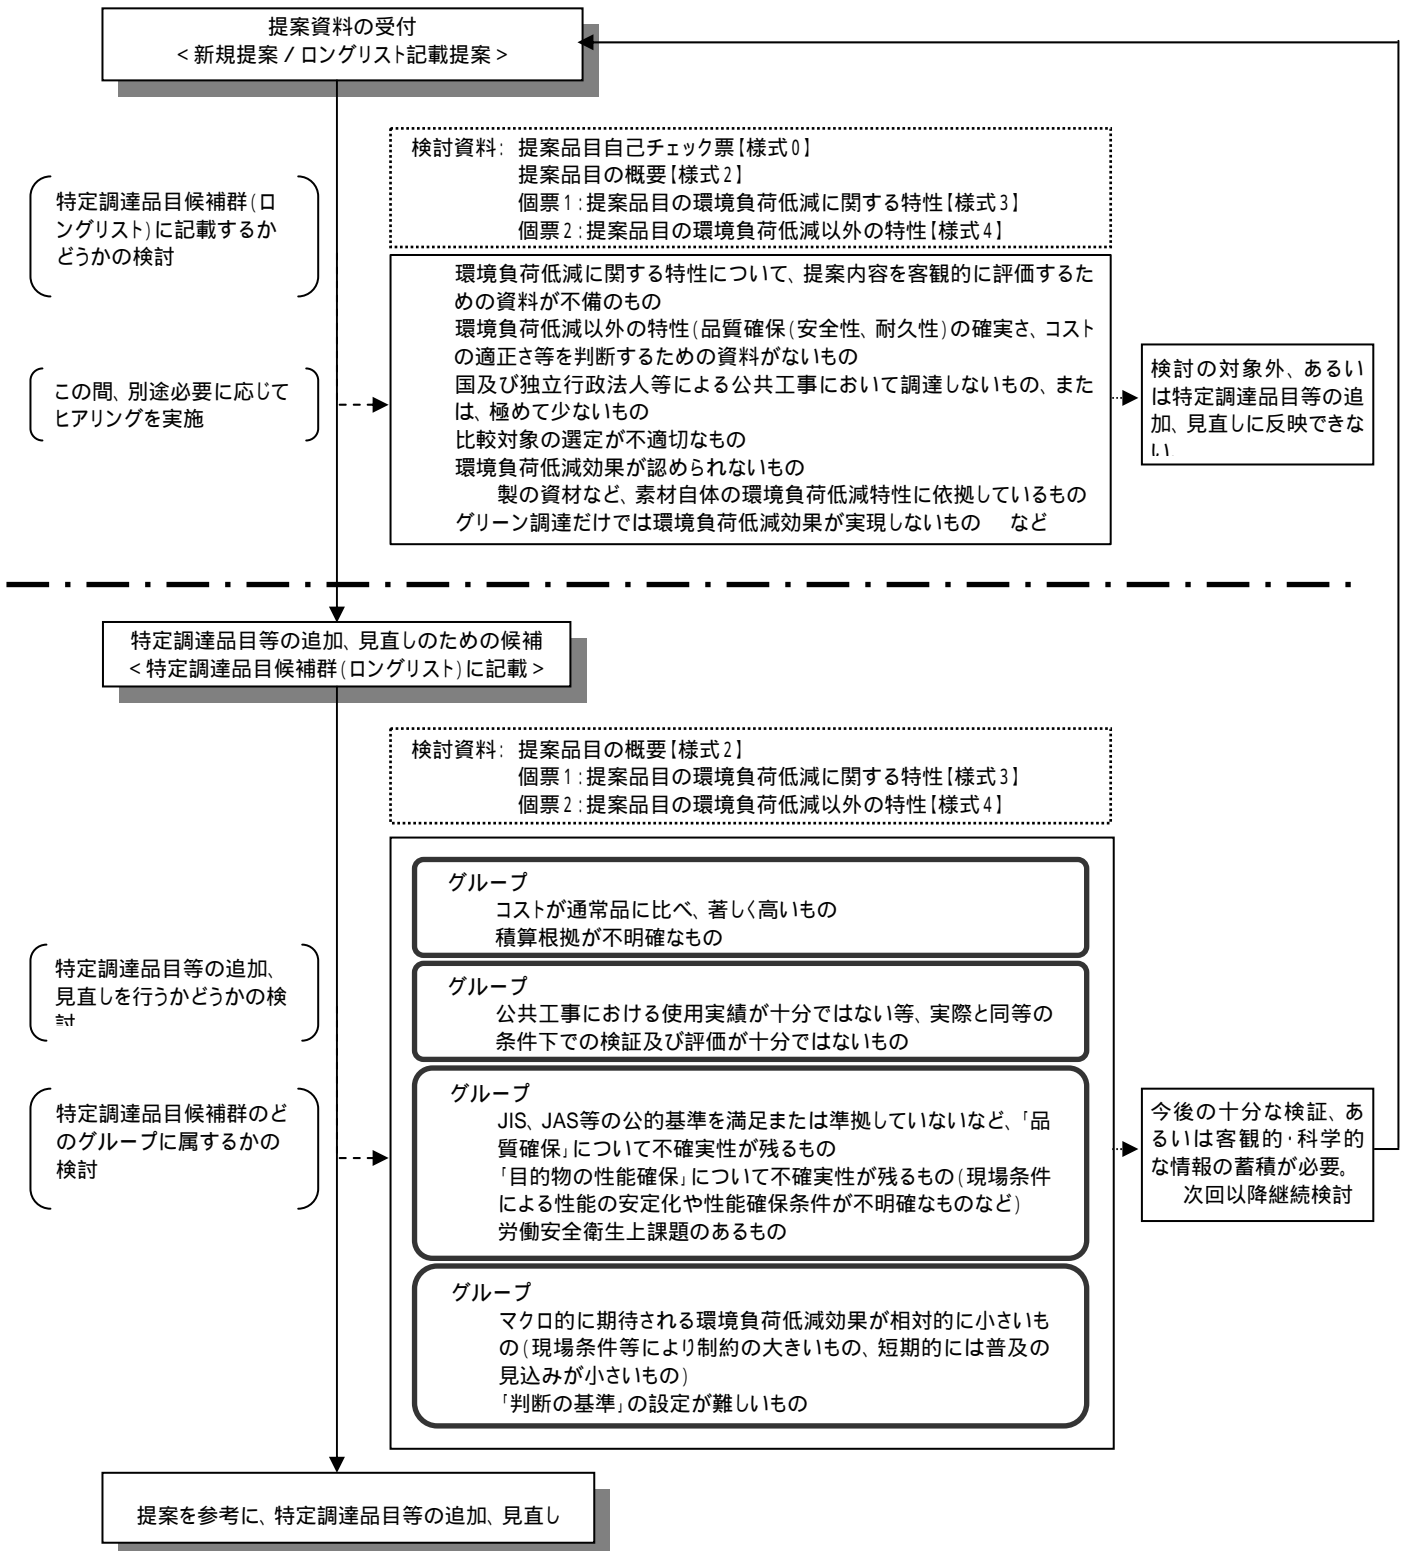 提案資料の受付
<新規提案/ロングリスト記載提案>
検討資料: 提案品目自己チェック票【様式0】
提案品目の概要【様式2】
個票1:提案品目の環境負荷低減に関する特性【様式3】
個票2:提案品目の環境負荷低減以外の特性【様式4】
特定調達品目候補群(ロ
ングリスト)に記載するか
どうかの検討
この間、別途必要に応じて
ヒアリングを実施
環境負荷低減に関する特性について、提案内容を客観的に評価するた
めの資料が不備のもの
環境負荷低減以外の特性(品質確保(安全性、耐久性)の確実さ、コスト
の適正さ等を判断するための資料がないもの
国及び独立行政法人等による公共工事において調達しないもの、また
は、極めて少ないもの
比較対象の選定が不適切なもの
環境負荷低減効果が認められないもの
製の資材など、素材自体の環境負荷低減特性に依拠しているもの
グリーン調達だけでは環境負荷低減効果が実現しないもの など
検討の対象外、あるい
は特定調達品目等の追
加、見直しに反映できな
い
特定調達品目等の追加、見直しのための候補
<特定調達品目候補群(ロングリスト)に記載>
検討資料: 提案品目の概要【様式2】
個票1:提案品目の環境負荷低減に関する特性【様式3】
個票2:提案品目の環境負荷低減以外の特性【様式4】
特定調達品目等の追加、
見直しを行うかどうかの検
討
特定調達品目候補群のど
のグループに属するかの
検討
グループ
コストが通常品に比べ、著しく高いもの
積算根拠が不明確なもの
グループ
公共工事における使用実績が十分ではない等、実際と同等の
条件下での検証及び評価が十分ではないもの
グループ
JIS、JAS等の公的基準を満足または準拠していないなど、「品
質確保」について不確実性が残るもの
「目的物の性能確保」について不確実性が残るもの(現場条件
による性能の安定化や性能確保条件が不明確なものなど)
労働安全衛生上課題のあるもの
グループ
マクロ的に期待される環境負荷低減効果が相対的に小さいも
の(現場条件等により制約の大きいもの、短期的には普及の
見込みが小さいもの)
「判断の基準」の設定が難しいもの
今後の十分な検証、あ
るいは客観的・科学的
な情報の蓄積が必要。
次回以降継続検討
提案を参考に、特定調達品目等の追加、見直し